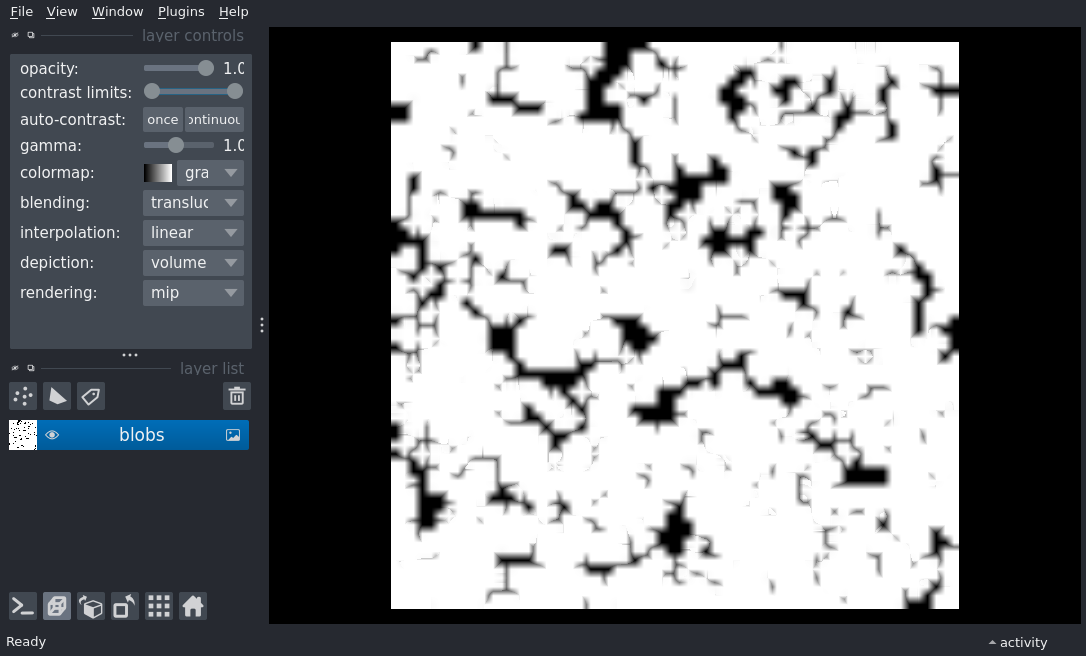 File View Window Plugins Help
layer controls
opacity: 1.0
contrast limits:
auto-contrast: once ontinuou
gamma: 1.0
colormap: gra
blending: transluc
interpolation: linear
depiction: volume
rendering: mip
layer list
blobs
Ready activity